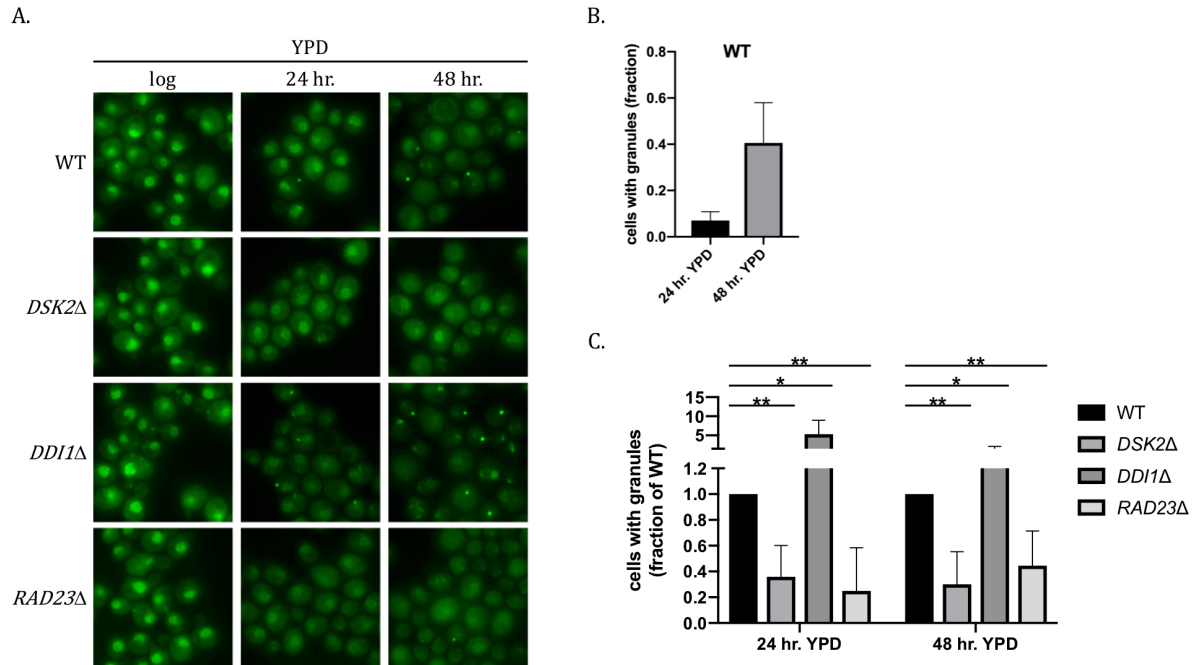 A.
YPD
log 24 hr. 48 hr.
WT
DSK2Δ
DDI1Δ
RAD23Δ
B.
WT
cells with granules (fraction)
0.8
0.6
0.4
0.2
0.0
24 hr. YPD
48 hr. YPD
C.
** **
* *
** **
cells with granules
(fraction of WT)
15
10
5
1.2
1.0
0.8
0.6
0.4
0.2
0.0
24 hr. YPD 48 hr. YPD
WT
DSK2Δ
DDI1Δ
RAD23Δ